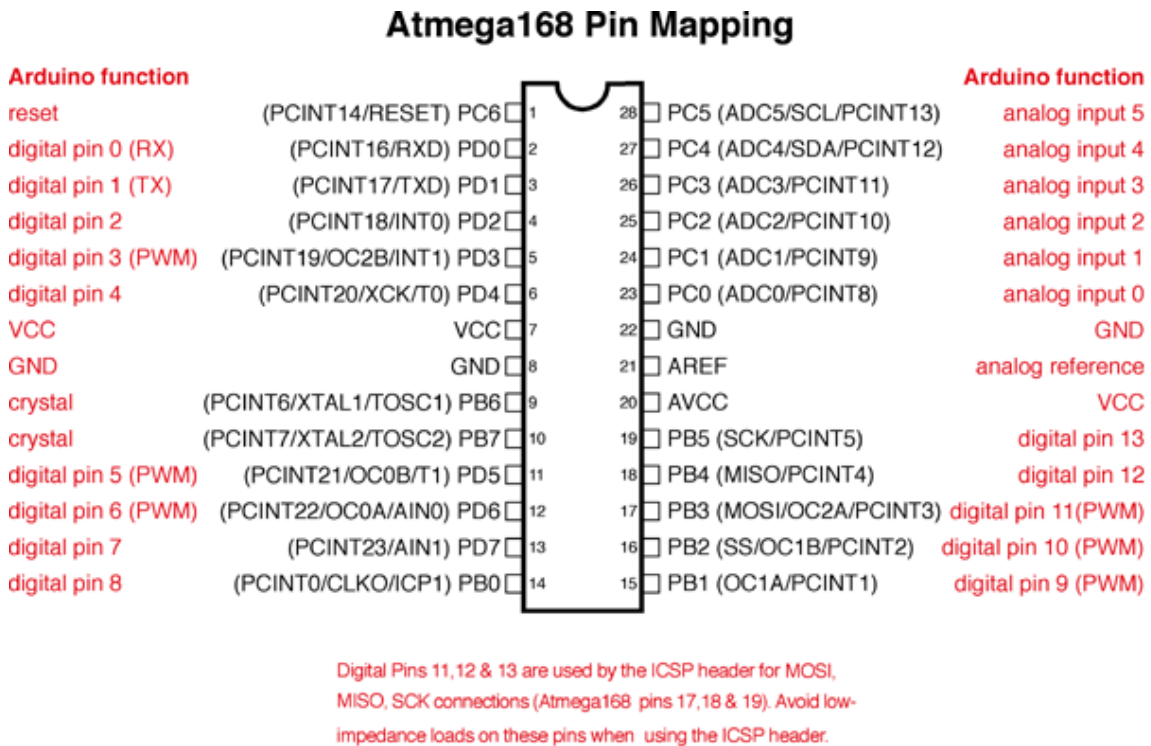 Atmega168 Pin Mapping
Arduino function Arduino function
reset (PCINT14/RESET) PC6 1 28 PC5 (ADC5/SCL/PCINT13) analog input 5
digital pin 0 (RX) (PCINT16/RXD) PD0 2 27 PC4 (ADC4/SDA/PCINT12) analog input 4
digital pin 1 (TX) (PCINT17/TXD) PD1 3 26 PC3 (ADC3/PCINT11) analog input 3
digital pin 2 (PCINT18/INT0) PD2 4 25 PC2 (ADC2/PCINT10) analog input 2
digital pin 3 (PWM) (PCINT19/OC2B/INT1) PD3 5 24 PC1 (ADC1/PCINT9) analog input 1
digital pin 4 (PCINT20/XCK/T0) PD4 6 23 PC0 (ADC0/PCINT8) analog input 0
VCC VCC 7 22 GND GND
GND GND 8 21 AREF analog reference
crystal (PCINT6/XTAL1/TOSC1) PB6 9 20 AVCC VCC
crystal (PCINT7/XTAL2/TOSC2) PB7 10 19 PB5 (SCK/PCINT5) digital pin 13
digital pin 5 (PWM) (PCINT21/OC0B/T1) PD5 11 18 PB4 (MISO/PCINT4) digital pin 12
digital pin 6 (PWM) (PCINT22/OC0A/AIN0) PD6 12 17 PB3 (MOSI/OC2A/PCINT3) digital pin 11(PWM)
digital pin 7 (PCINT23/AIN1) PD7 13 16 PB2 (SS/OC1B/PCINT2) digital pin 10 (PWM)
digital pin 8 (PCINT0/CLKO/ICP1) PB0 14 15 PB1 (OC1A/PCINT1) digital pin 9 (PWM)
Digital Pins 11,12 & 13 are used by the ICSP header for MOSI,
MISO, SCK connections (Atmega168 pins 17,18 & 19). Avoid low-
impedance loads on these pins when using the ICSP header.